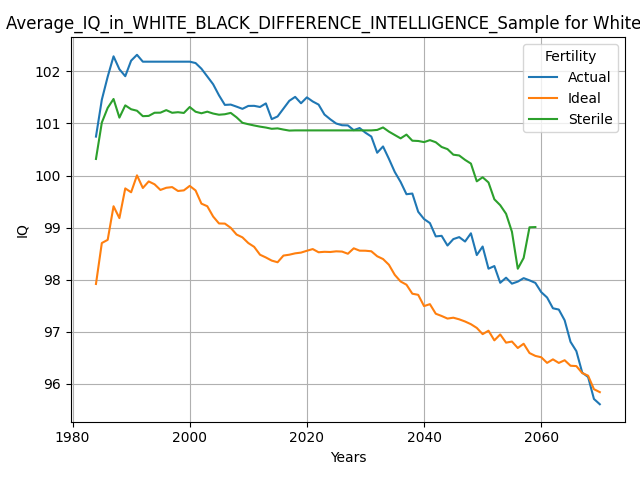 Average_IQ_in_WHITE_BLACK_DIFFERENCE_INTELLIGENCE_Sample for White
Fertility
Actual
Ideal
Sterile
102
101
100
99
98
97
96
IQ
1980
2000
2020
2040
2060
Years